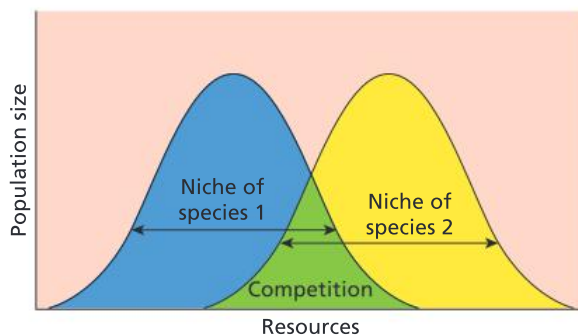 Population size
Niche of
species 1
Niche of
species 2
Competition
Resources